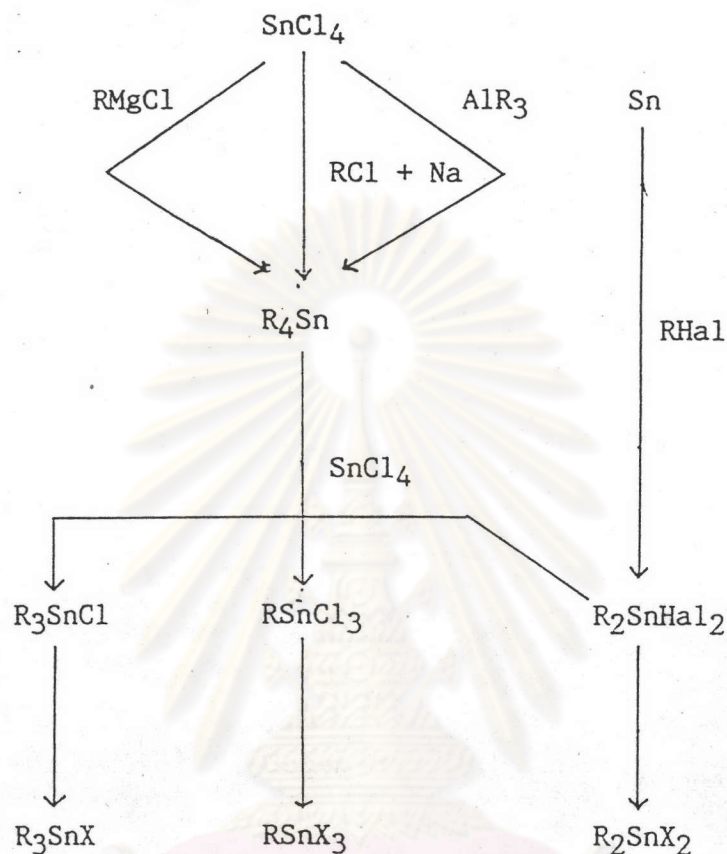 SnCl4
RMgCl AlR3 Sn
RCl + Na
R4Sn RHal
SnCl4
R3SnCl RSnCl3 R2SnHal2
R3SnX RSnX3 R2SnX2